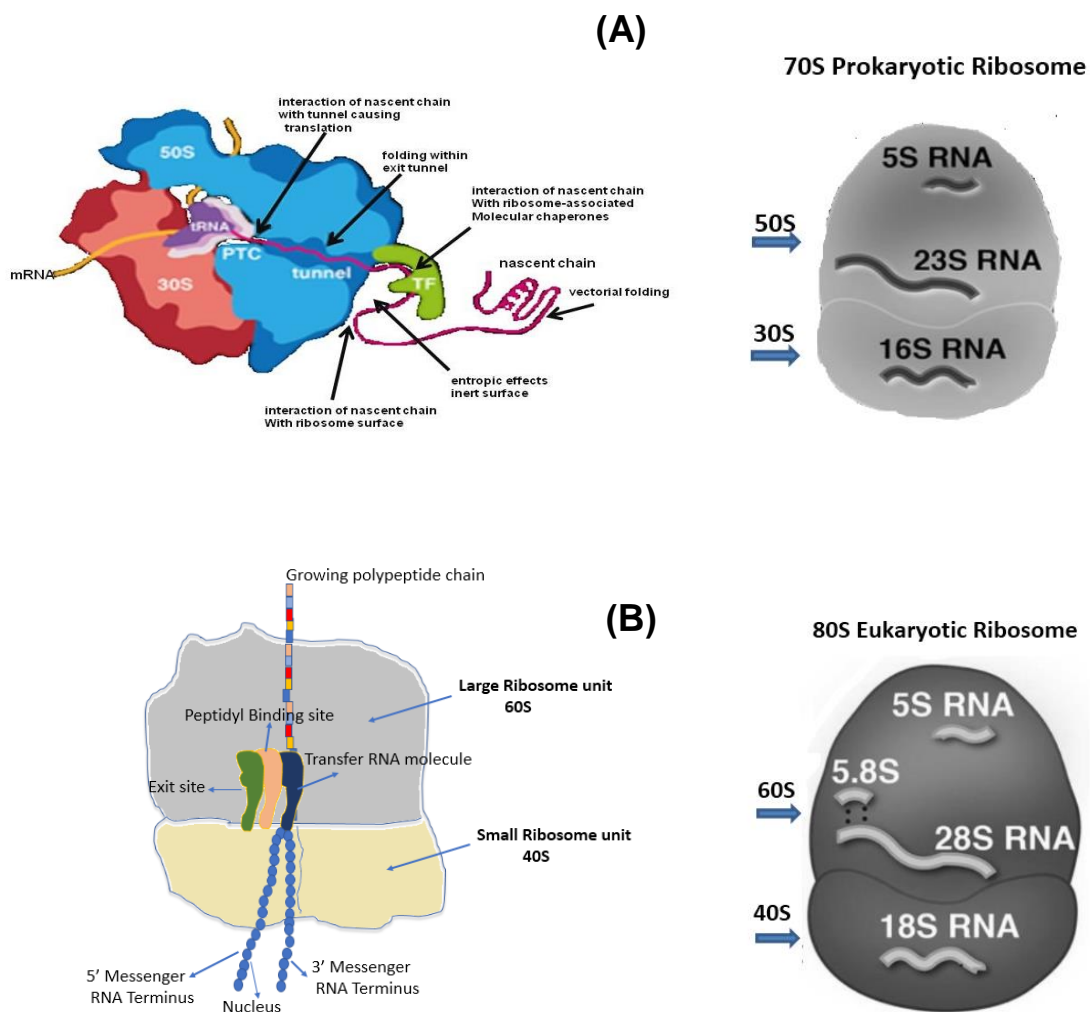 (A)
70S Prokaryotic Ribosome
interaction of nascent chain
with tunnel causing
translation
50S
folding within
exit tunnel
interaction of nascent chain
With ribosome-associated
Molecular chaperones
tRNA
PTC
mRNA
30S
tunnel
TF
nascent chain
vectorial folding
entropic effects
inert surface
interaction of nascent chain
With ribosome surface
5S RNA
50S
23S RNA
30S
16S RNA
Growing polypeptide chain
(B)
80S Eukaryotic Ribosome
Large Ribosome unit
60S
Peptidyl Binding site
Transfer RNA molecule
Exit site
Small Ribosome unit
40S
5’ Messenger
RNA Terminus
3’ Messenger
RNA Terminus
Nucleus
5S RNA
5.8S
60S
28S RNA
40S
18S RNA